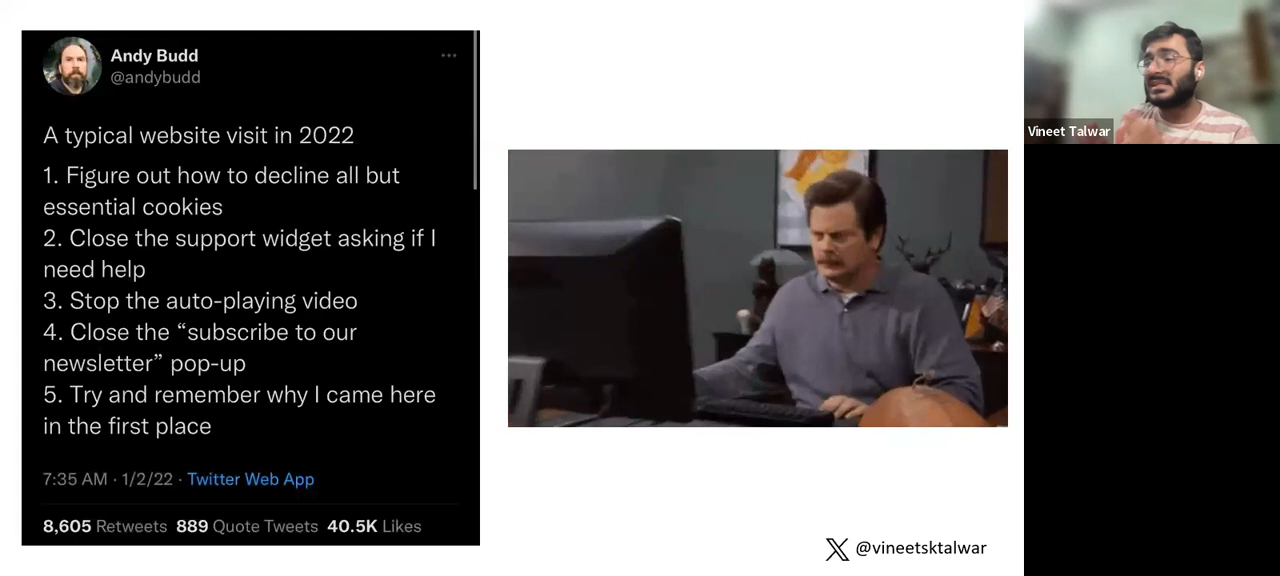 Andy Budd
@andybudd
A typical website visit in 2022
1. Figure out how to decline all but
essential cookies
2. Close the support widget asking if I
need help
3. Stop the auto-playing video
4. Close the “subscribe to our
newsletter” pop-up
5. Try and remember why I came here
in the first place
7:35 AM · 1/2/22 · Twitter Web App
8,605 Retweets 889 Quote Tweets 40.5K Likes
@vineetsktalwar
Vineet Talwar